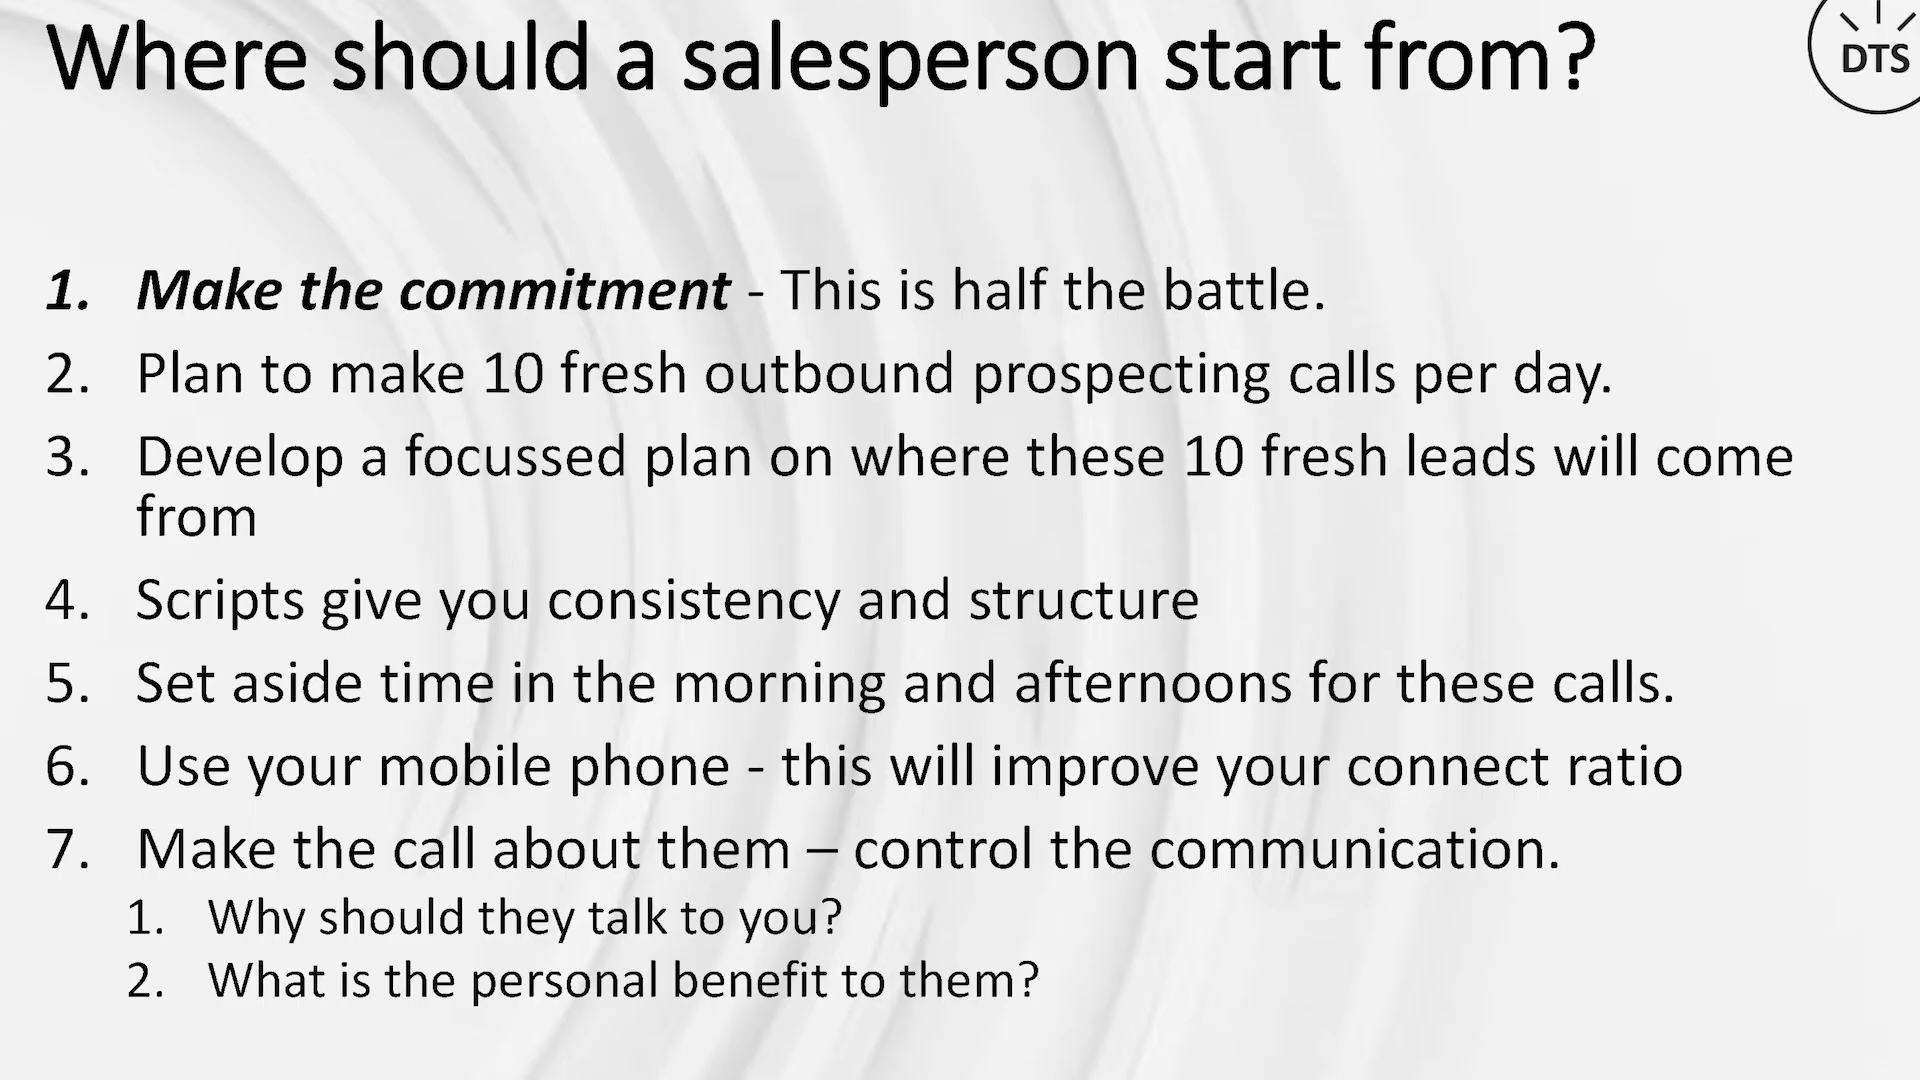 Where should a salesperson start from?
DTS
1. Make the commitment - This is half the battle.
2. Plan to make 10 fresh outbound prospecting calls per day.
3. Develop a focussed plan on where these 10 fresh leads will come
from
4. Scripts give you consistency and structure
5. Set aside time in the morning and afternoons for these calls.
6. Use your mobile phone - this will improve your connect ratio
7. Make the call about them – control the communication.
1. Why should they talk to you?
2. What is the personal benefit to them?